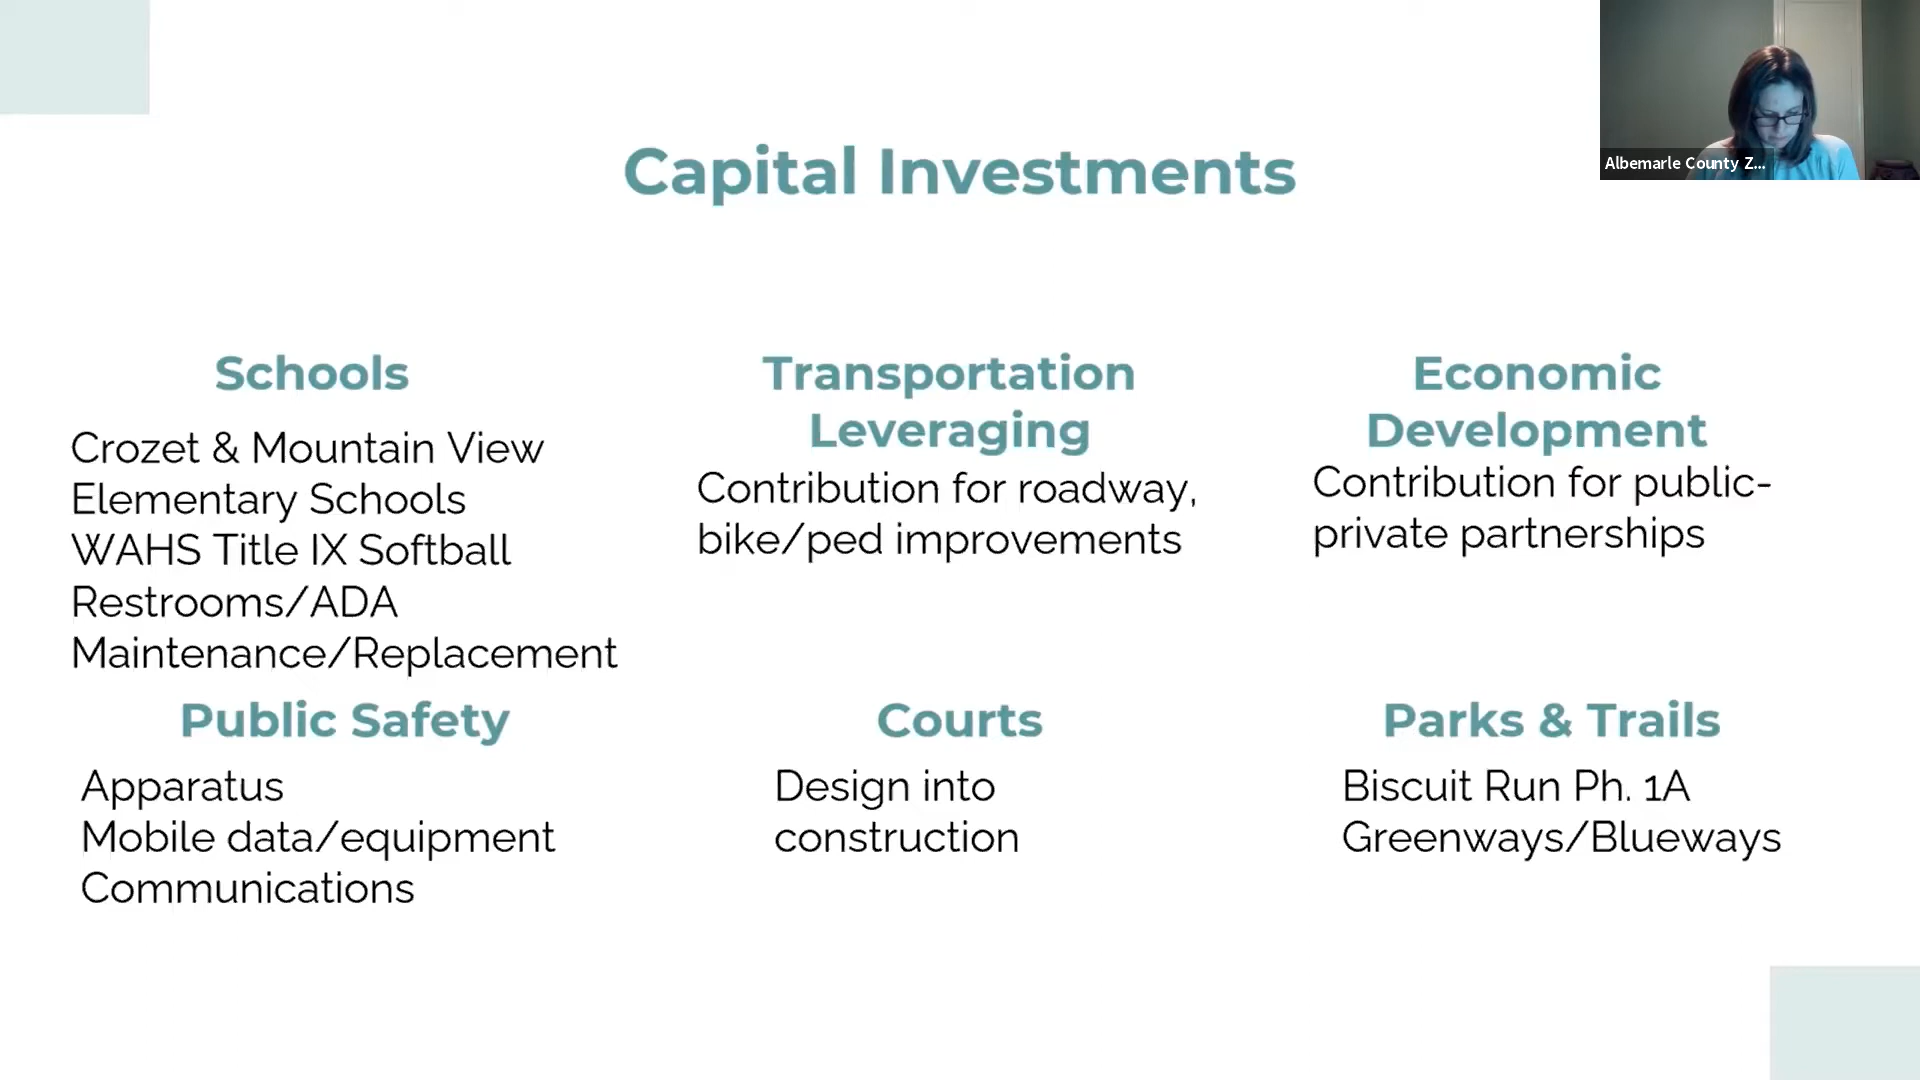 Capital Investments
Albemarle County Z...
Schools
Crozet & Mountain View
Elementary Schools
WAHS Title IX Softball
Restrooms/ADA
Maintenance/Replacement
Transportation
Leveraging
Contribution for roadway,
bike/ped improvements
Economic
Development
Contribution for public-
private partnerships
Public Safety
Apparatus
Mobile data/equipment
Communications
Courts
Design into
construction
Parks & Trails
Biscuit Run Ph. 1A
Greenways/Blueways